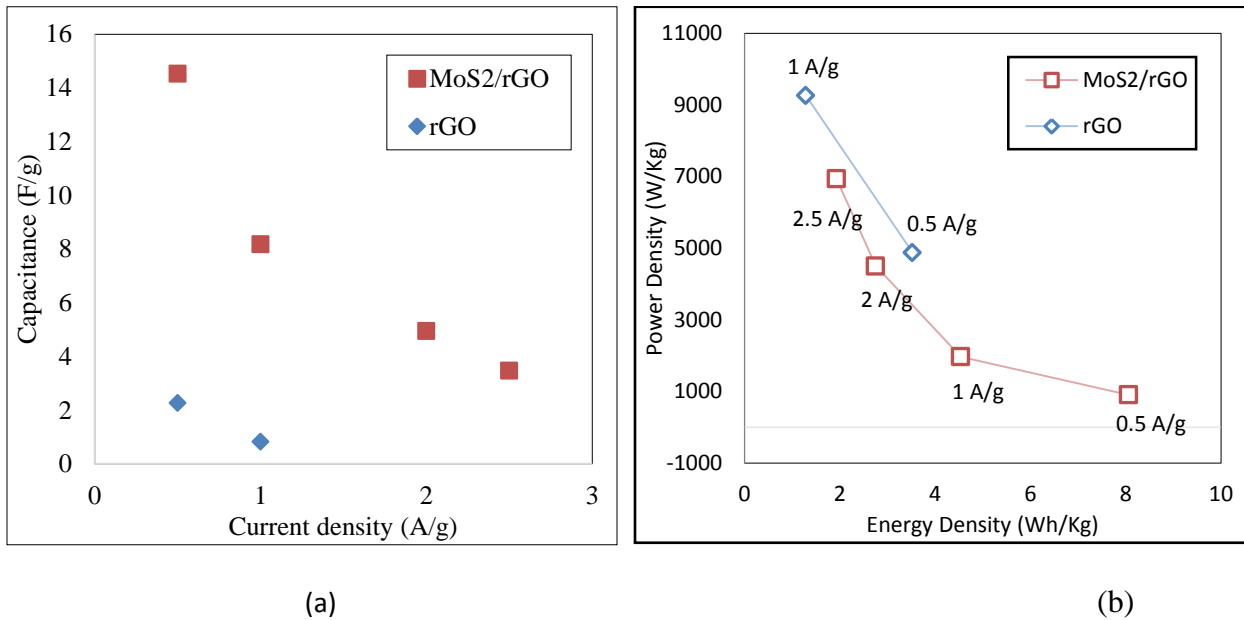 16
14
12
10
8
6
4
2
0
0
1
2
3
Capacitance (F/g)
Current density (A/g)
MoS2/rGO
rGO
(a)
11000
9000
7000
5000
3000
1000
-1000
0
2
4
6
8
10
Power Density (W/Kg)
Energy Density (Wh/Kg)
1 A/g
0.5 A/g
2.5 A/g
2 A/g
1 A/g
0.5 A/g
MoS2/rGO
rGO
(b)